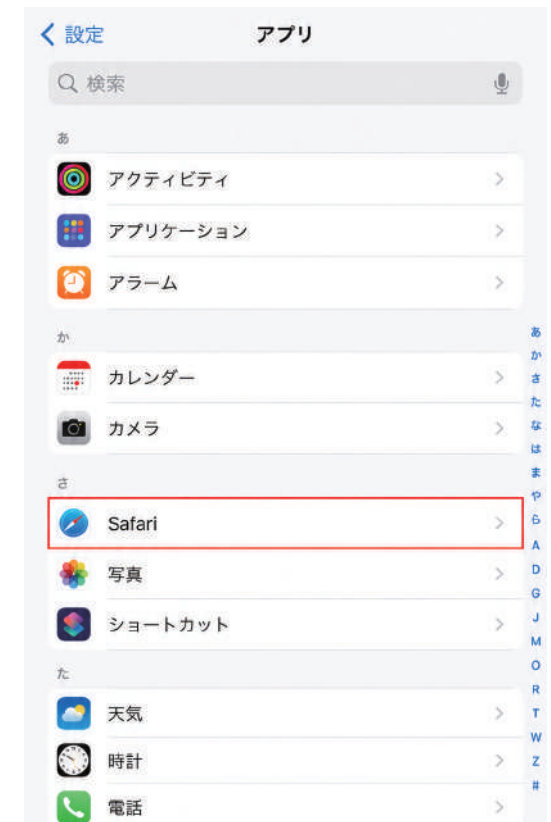 設定
アプリ
検索
あ
アクティビティ
アプリケーション
アラーム
か
カレンダー
カメラ
さ
Safari
写真
ショートカット
た
天気
時計
電話
あ
か
さ
た
な
は
ま
や
ら
A
D
G
J
M
O
R
T
W
Z
#